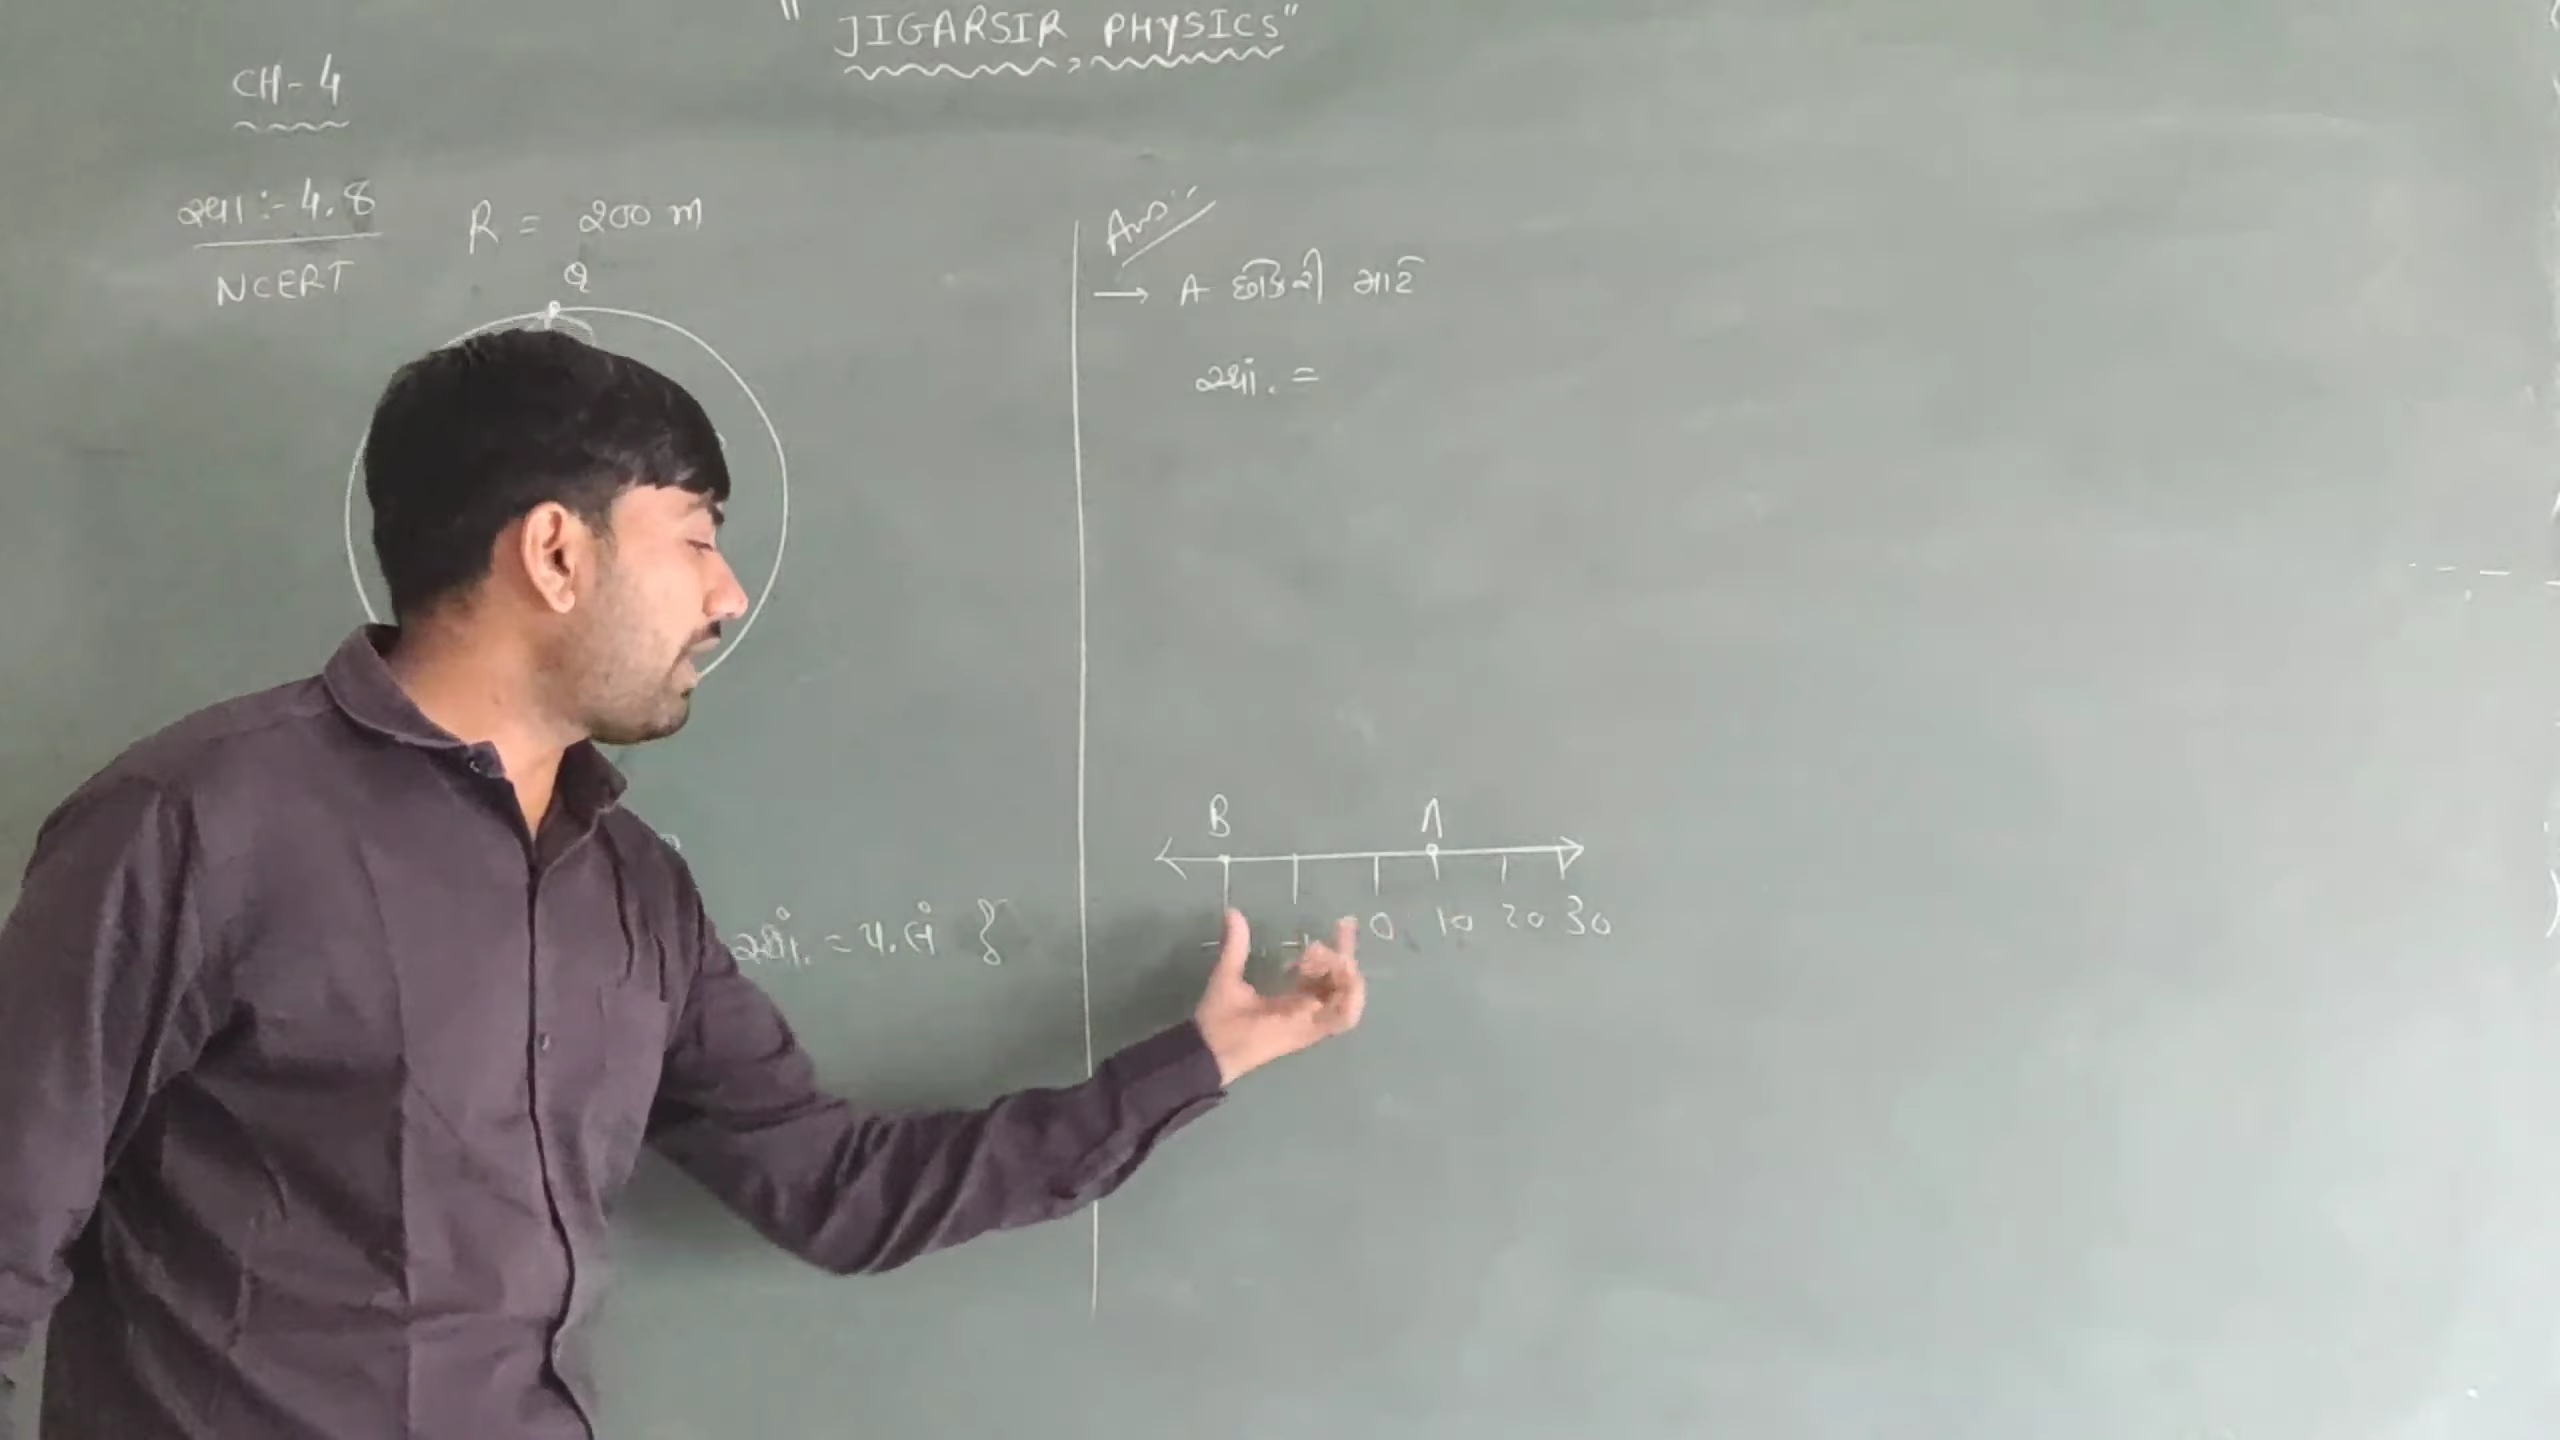 " JIGARSIR PHYSICS"
CH-4
સ્વા :- 4.8
NCERT
R = 200 m
Q
Ans :-
→ A છોકરી માટે
સ્થાં. =
B A
0 10 20 30
સ્થાં. = પ.લં }